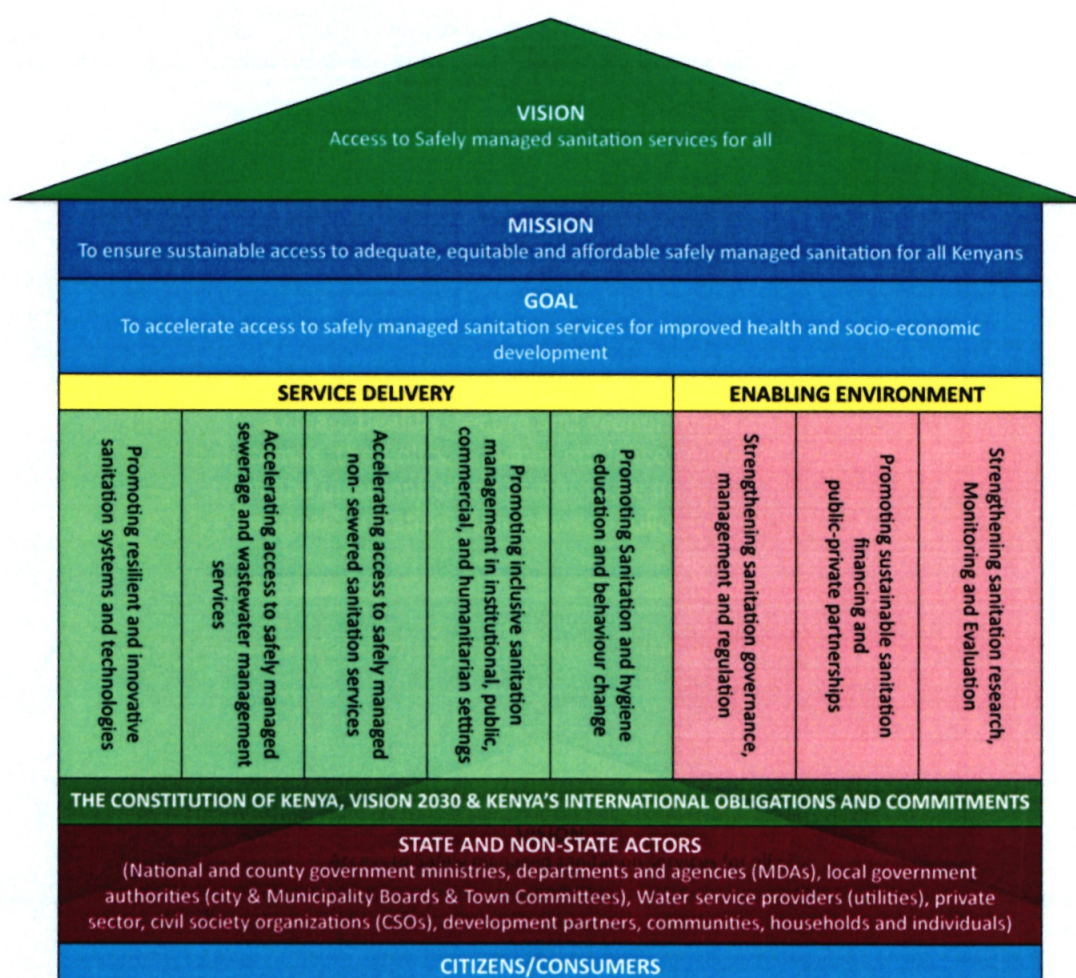 VISION
Access to Safely managed sanitation services for all
MISSION
To ensure sustainable access to adequate, equitable and affordable safely managed sanitation for all Kenyans
GOAL
To accelerate access to safely managed sanitation services for improved health and socio-economic
development
SERVICE DELIVERY
ENABLING ENVIRONMENT
Promoting resilient and innovative
sanitation systems and technologies
Accelerating access to safely managed
sewerage and wastewater management
services
Accelerating access to safely managed
non- sewered sanitation services
Promoting inclusive sanitation
management in institutional, public,
commercial, and humanitarian settings
Promoting Sanitation and hygiene
education and behaviour change
Strengthening sanitation governance,
management and regulation
Promoting sustainable sanitation
financing and
public-private partnerships
Strengthening sanitation research,
Monitoring and Evaluation
THE CONSTITUTION OF KENYA, VISION 2030 & KENYA'S INTERNATIONAL OBLIGATIONS AND COMMITMENTS
STATE AND NON-STATE ACTORS
(National and county government ministries, departments and agencies (MDAs), local government
authorities (city & Municipality Boards & Town Committees), Water service providers (utilities), private
sector, civil society organizations (CSOs), development partners, communities, households and individuals)
CITIZENS/CONSUMERS